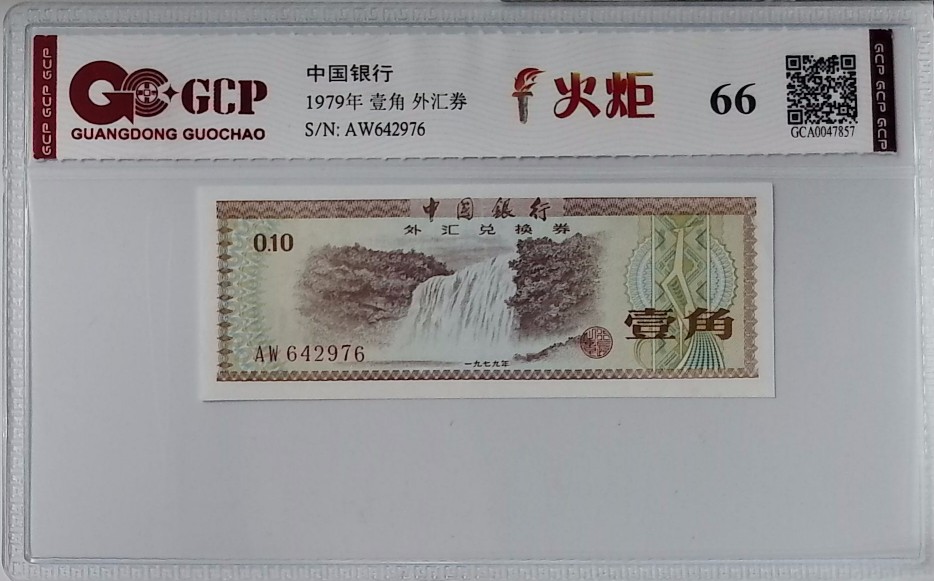 GCP GCP GCP
GCP
GUANGDONG GUOCHAO
中国银行
1979年 壹角 外汇券
S/N: AW642976
火炬
66
GCA0047857
GCP GCP GCP
中国银行
外汇兑换券
0.10
壹角
AW 642976
一九七九年